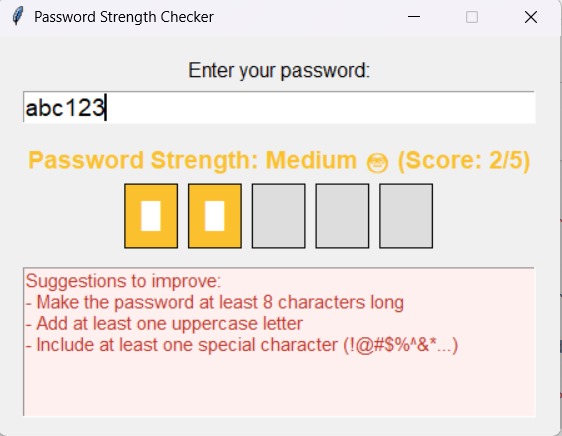 Password Strength Checker
Enter your password:
abc123
Password Strength: Medium 😎 (Score: 2/5)
Suggestions to improve:
- Make the password at least 8 characters long
- Add at least one uppercase letter
- Include at least one special character (!@#$%^&*...)